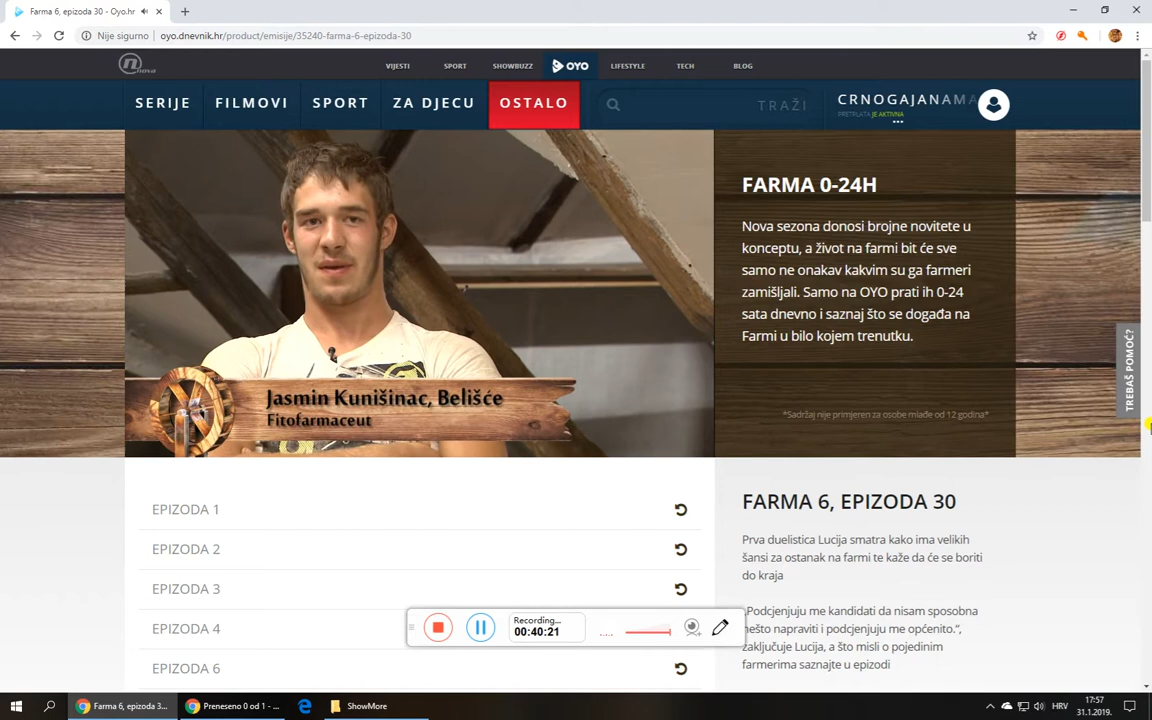 Farma 6, epizoda 30 - Oyo.hr
Nije sigurno
oyo.dnevnik.hr/product/emisije/35240-farma-6-epizoda-30
nova
VIJESTI
SPORT
SHOWBUZZ
OYO
LIFESTYLE
TECH
BLOG
SERIJE
FILMOVI
SPORT
ZA DJECU
OSTALO
TRAŽI
CRNOGAJANAMA
PRETPLATA JE AKTIVNA
Jasmin Kunišinac, Belišće
Fitofarmaceut
FARMA 0-24H
Nova sezona donosi brojne novitete u
konceptu, a život na farmi bit će sve
samo ne onakav kakvim su ga farmeri
zamišljali. Samo na OYO prati ih 0-24
sata dnevno i saznaj što se događa na
Farmi u bilo kojem trenutku.
*Sadržaj nije primjeren za osobe mlađe od 12 godina*
TREBAŠ POMOĆ?
EPIZODA 1
EPIZODA 2
EPIZODA 3
EPIZODA 4
EPIZODA 6
FARMA 6, EPIZODA 30
Prva duelistica Lucija smatra kako ima velikih
šansi za ostanak na farmi te kaže da će se boriti
do kraja
„Podcjenjuju me kandidati da nisam sposobna
nešto napraviti i podcjenjuju me općenito.“,
zaključuje Lucija, a što misli o pojedinim
farmerima saznajte u epizodi
Recording...
00:40:21
Farma 6, epizoda 3...
Preneseno 0 od 1 - ...
ShowMore
HRV
17:57
31.1.2019.